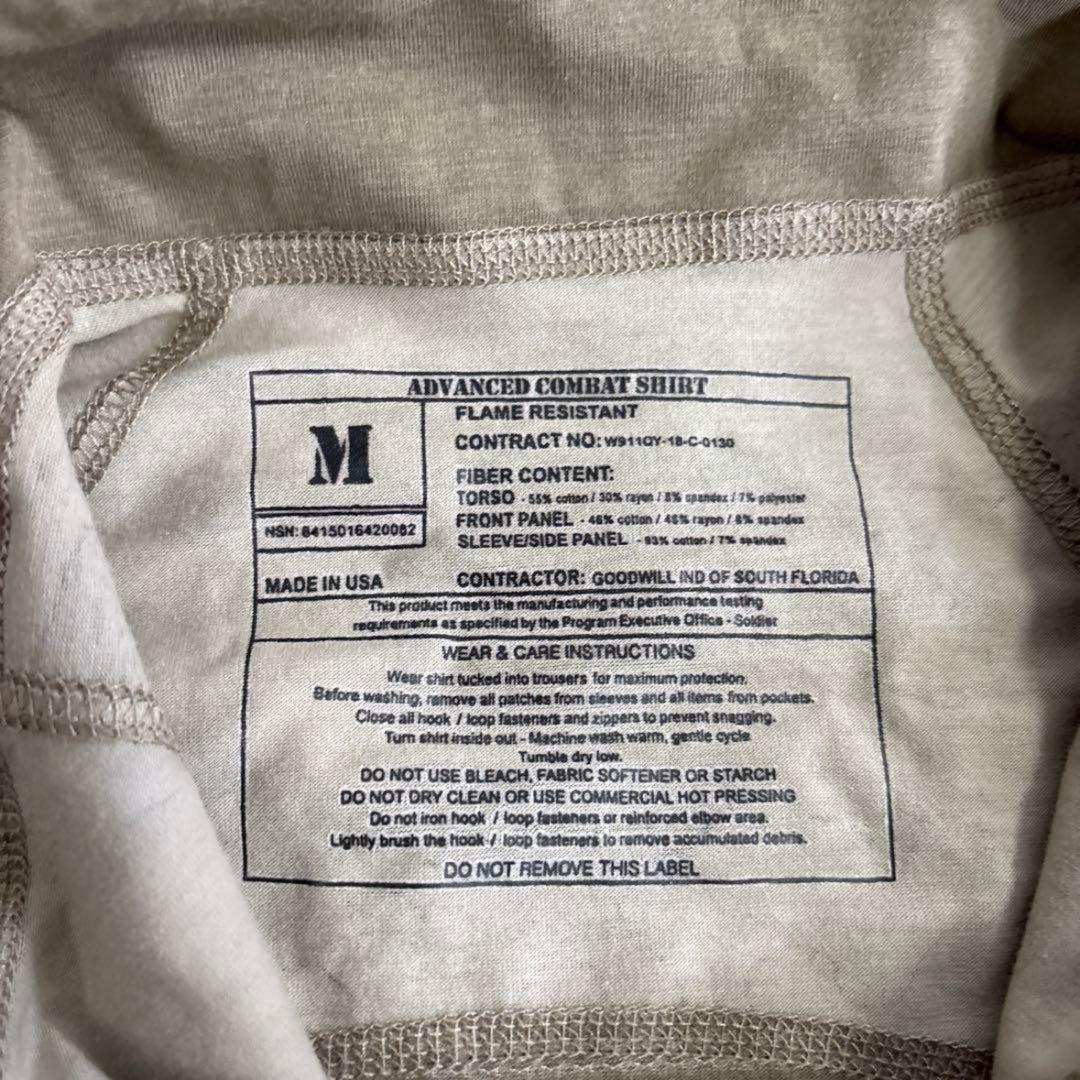 ADVANCED COMBAT SHIRT
M
NSN: 8415016420082
MADE IN USA
FLAME RESISTANT
CONTRACT NO: W911QY-18-C-0130
FIBER CONTENT:
TORSO - 55% cotton / 30% rayon / 8% spandex / 7% polyester
FRONT PANEL - 46% cotton / 46% rayon / 8% spandex
SLEEVE/SIDE PANEL - 93% cotton / 7% spandex
CONTRACTOR: GOODWILL IND OF SOUTH FLORIDA
This product meets the manufacturing and performance testing
requirements as specified by the Program Executive Office - Soldier
WEAR & CARE INSTRUCTIONS
Wear shirt tucked into trousers for maximum protection.
Before washing, remove all patches from sleeves and all items from pockets.
Close all hook / loop fasteners and zippers to prevent snagging.
Turn shirt inside out - Machine wash warm, gentle cycle
Tumble dry low.
DO NOT USE BLEACH, FABRIC SOFTENER OR STARCH
DO NOT DRY CLEAN OR USE COMMERCIAL HOT PRESSING
Do not iron hook / loop fasteners or reinforced elbow area.
Lightly brush the hook / loop fasteners to remove accumulated debris.
DO NOT REMOVE THIS LABEL